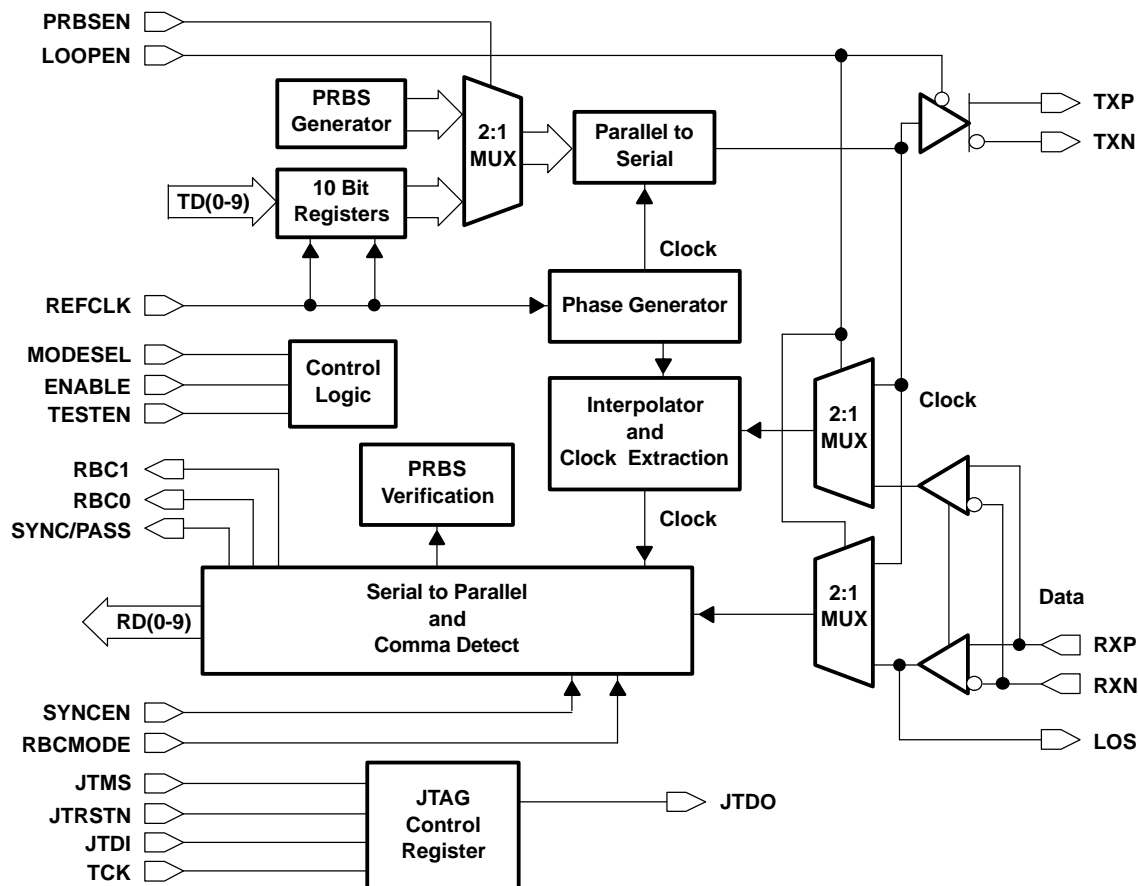 PRBSEN
LOOPEN
PRBS
Generator
2:1
MUX
Parallel to
Serial
TXP
TXN
TD(0-9)
10 Bit
Registers
Clock
REFCLK
Phase Generator
MODESEL
ENABLE
TESTEN
Control
Logic
Interpolator
and
Clock Extraction
2:1
MUX
Clock
RBC1
RBC0
SYNC/PASS
PRBS
Verification
Clock
RD(0-9)
Serial to Parallel
and
Comma Detect
2:1
MUX
Data
RXP
RXN
SYNCEN
RBCMODE
LOS
JTMS
JTRSTN
JTDI
TCK
JTAG
Control
Register
JTDO